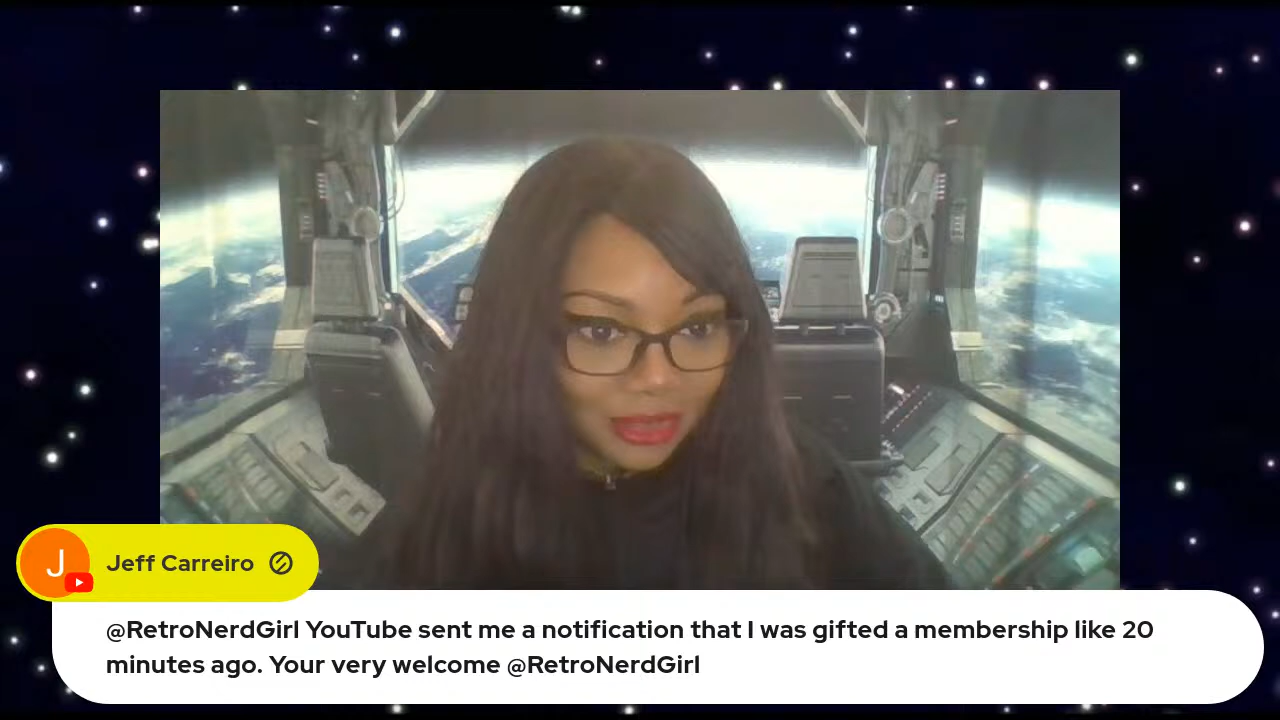 J
Jeff Carreiro
@RetroNerdGirl YouTube sent me a notification that I was gifted a membership like 20
minutes ago. Your very welcome @RetroNerdGirl